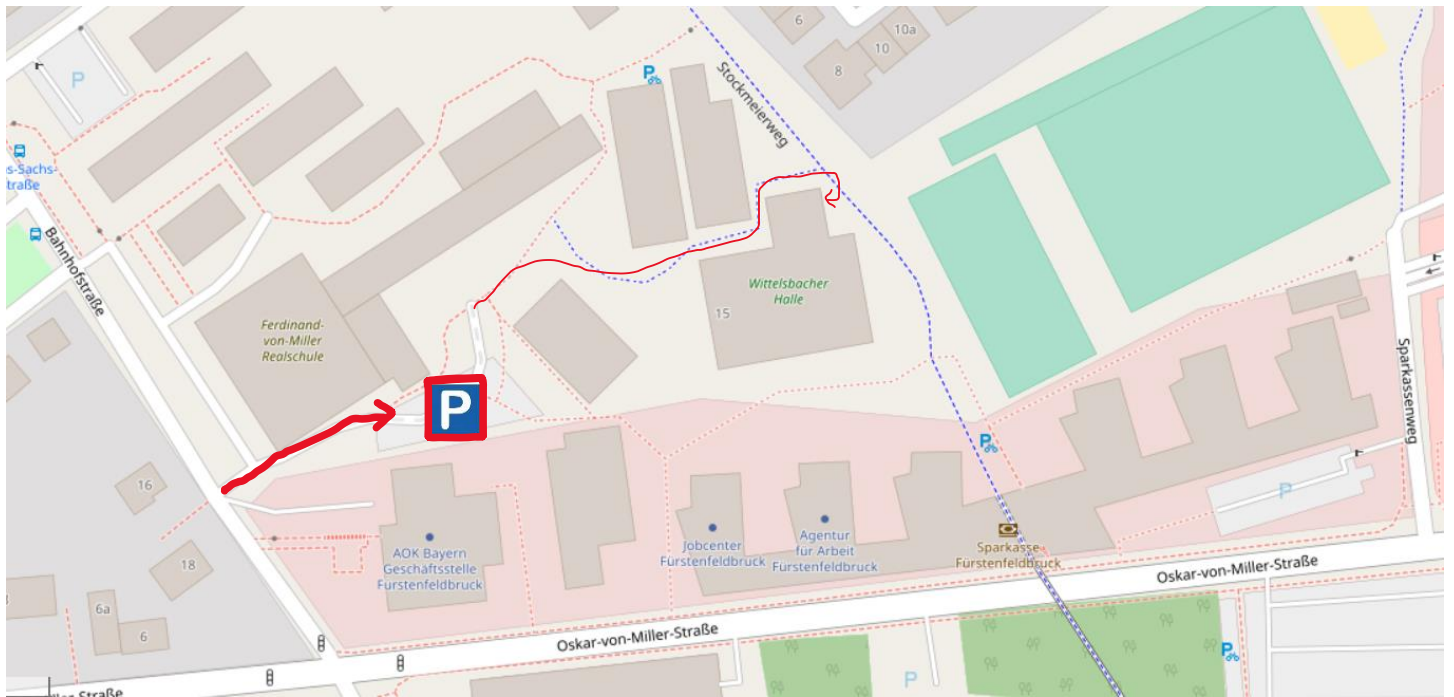 6
10a
10
8
P
P
Stockmeierweg
s-Sachs-
traße
Bahnhofstraße
Wittelsbacher
Halle
15
Ferdinand-
von-Miller
Realschule
P
Sparkassenweg
P
16
P
AOK Bayern
Geschäftsstelle
Fürstenfeldbruck
Jobcenter
Fürstenfeldbruck
Agentur
für Arbeit
Fürstenfeldbruck
Sparkasse
Fürstenfeldbruck
18
Oskar-von-Miller-Straße
6a
6
Oskar-von-Miller-Straße
P
P
ller-Straße